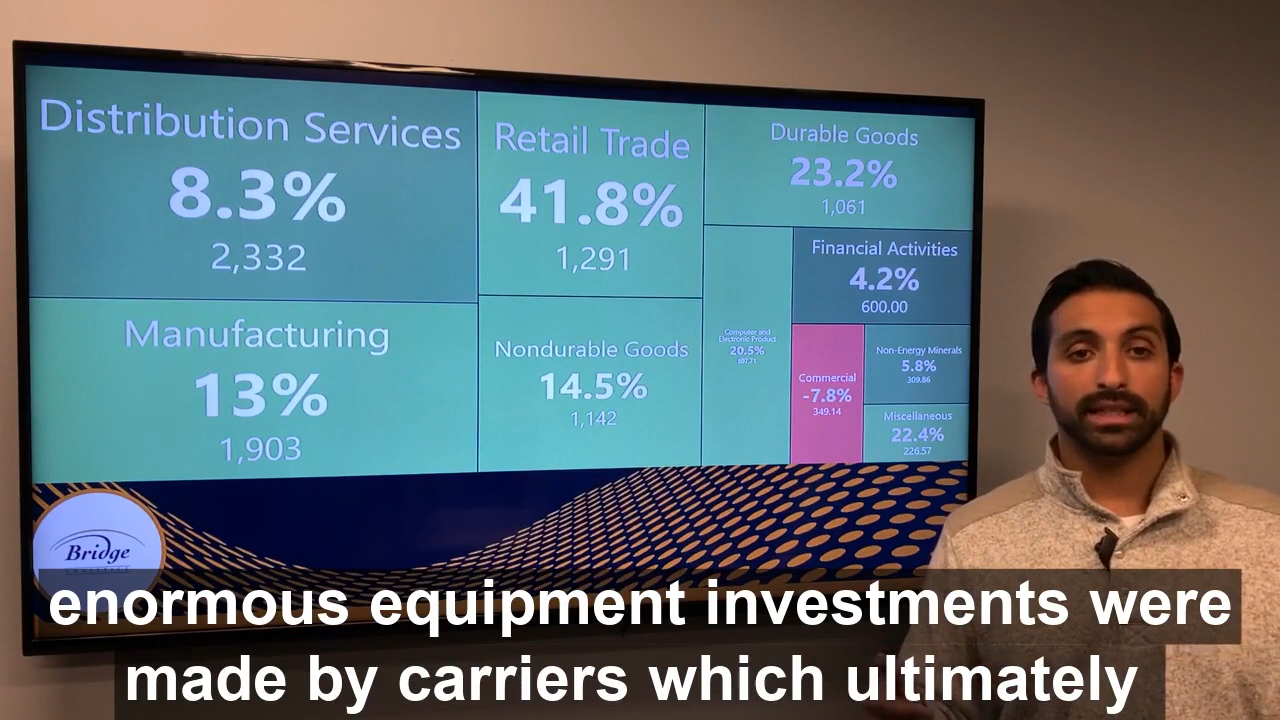 Distribution Services
8.3%
2,332
Retail Trade
41.8%
1,291
Durable Goods
23.2%
1,061
Manufacturing
13%
1,903
Nondurable Goods
14.5%
1,142
Computer and
Electronic Product
20.5%
Financial Activities
4.2%
600.00
Commercial
-7.8%
349.14
Non-Energy Minerals
5.8%
309.86
Miscellaneous
22.4%
226.57
Bridge
enormous equipment investments were
made by carriers which ultimately